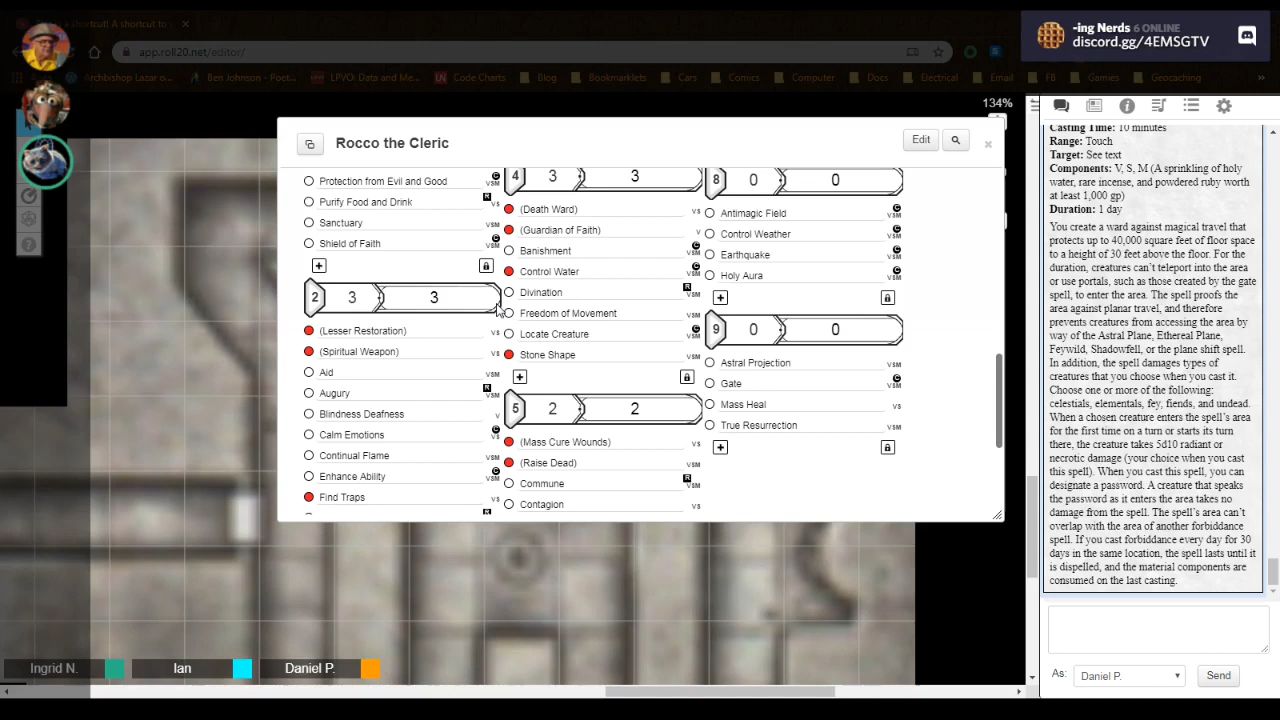 A shortcut! A shortcut to
app.roll20.net/editor/
Archbishop Lazar o...
Ben Johnson - Poet...
LPVO: Data and Me...
Code Charts
Blog
Bookmarklets
Cars
Comics
Computer
Docs
Electrical
Email
FB
Games
Geocaching
-ing Nerds 6 ONLINE
discord.gg/4EMSGTV
134%
Rocco the Cleric
Edit
Protection from Evil and Good
Purify Food and Drink
Sanctuary
Shield of Faith
2 3 3
(Lesser Restoration)
(Spiritual Weapon)
Aid
Augury
Blindness Deafness
Calm Emotions
Continual Flame
Enhance Ability
Find Traps
4 3 3
(Death Ward)
(Guardian of Faith)
Banishment
Control Water
Divination
Freedom of Movement
Locate Creature
Stone Shape
5 2 2
(Mass Cure Wounds)
(Raise Dead)
Commune
Contagion
8 0 0
Antimagic Field
Control Weather
Earthquake
Holy Aura
9 0 0
Astral Projection
Gate
Mass Heal
True Resurrection
Casting Time: 10 minutes
Range: Touch
Target: See text
Components: V, S, M (A sprinkling of holy
water, rare incense, and powdered ruby worth
at least 1,000 gp)
Duration: 1 day
You create a ward against magical travel that
protects up to 40,000 square feet of floor space
to a height of 30 feet above the floor. For
the duration, creatures can't teleport into the area
or use portals, such as those created by the gate
spell, to enter the area. The spell proofs the
area against planar travel, and therefore
prevents creatures from accessing the area by
way of the Astral Plane, Ethereal Plane,
Feywild, Shadowfell, or the plane shift spell.
In addition, the spell damages types of
creatures that you choose when you cast it.
Choose one or more of the following:
celestials, elementals, fey, fiends, and undead.
When a chosen creature enters the spell's area
for the first time on a turn or starts its turn
there, the creature takes 5d10 radiant or
necrotic damage (your choice when you cast
this spell). When you cast this spell, you can
designate a password. A creature that speaks
the password as it enters the area takes no
damage from the spell. The spell's area can't
overlap with the area of another forbiddance
spell. If you cast forbiddance every day for 30
days in the same location, the spell lasts until it
is dispelled, and the material components are
consumed on the last casting.
As: Daniel P. Send
Ingrid N. Ian Daniel P.